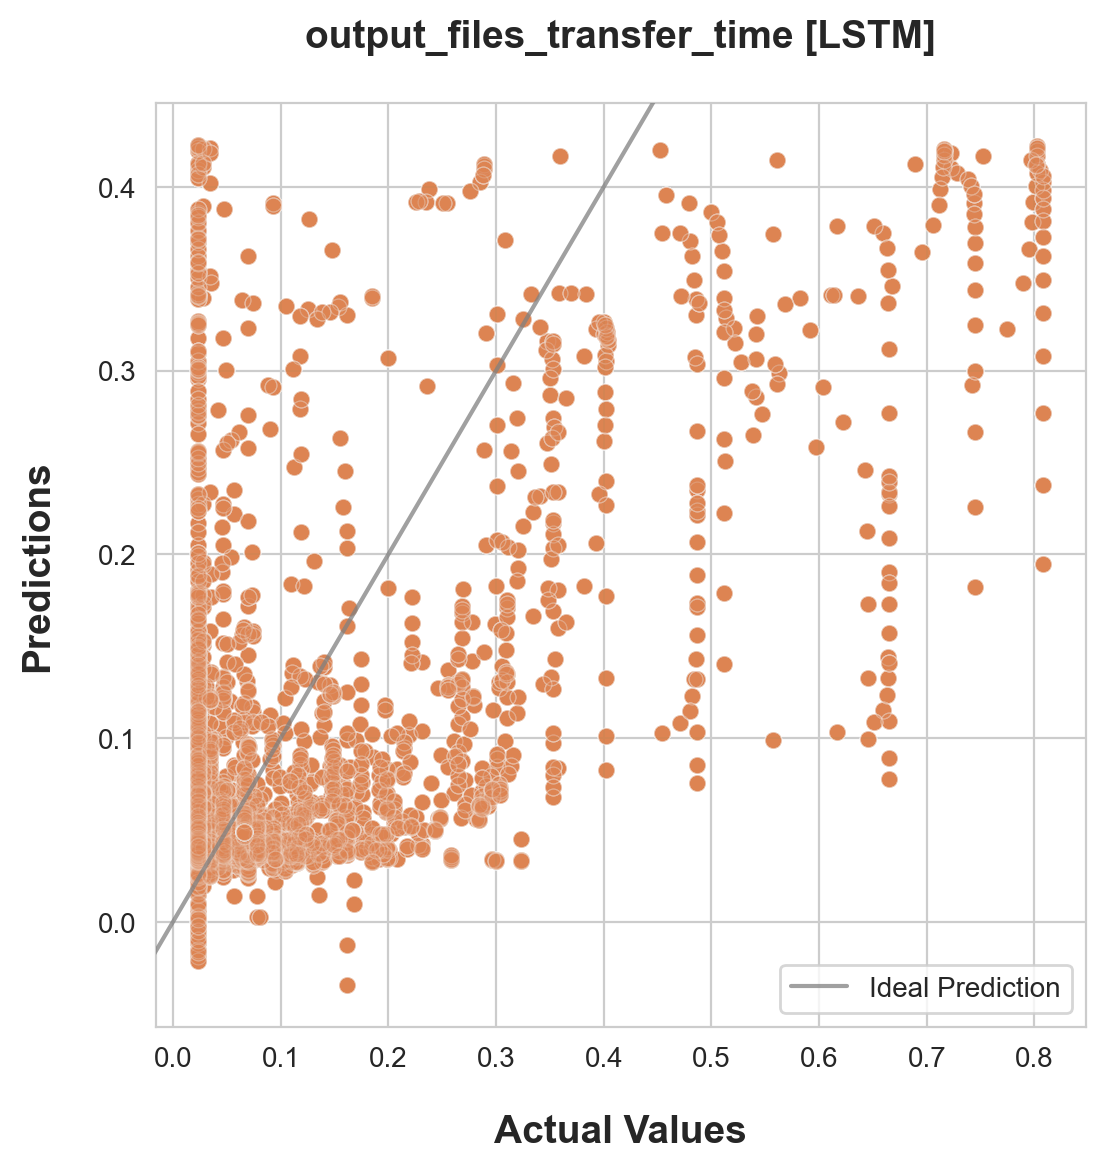 output_files_transfer_time [LSTM]
Predictions
0.4
0.3
0.2
0.1
0.0
Ideal Prediction
0.0 0.1 0.2 0.3 0.4 0.5 0.6 0.7 0.8
Actual Values